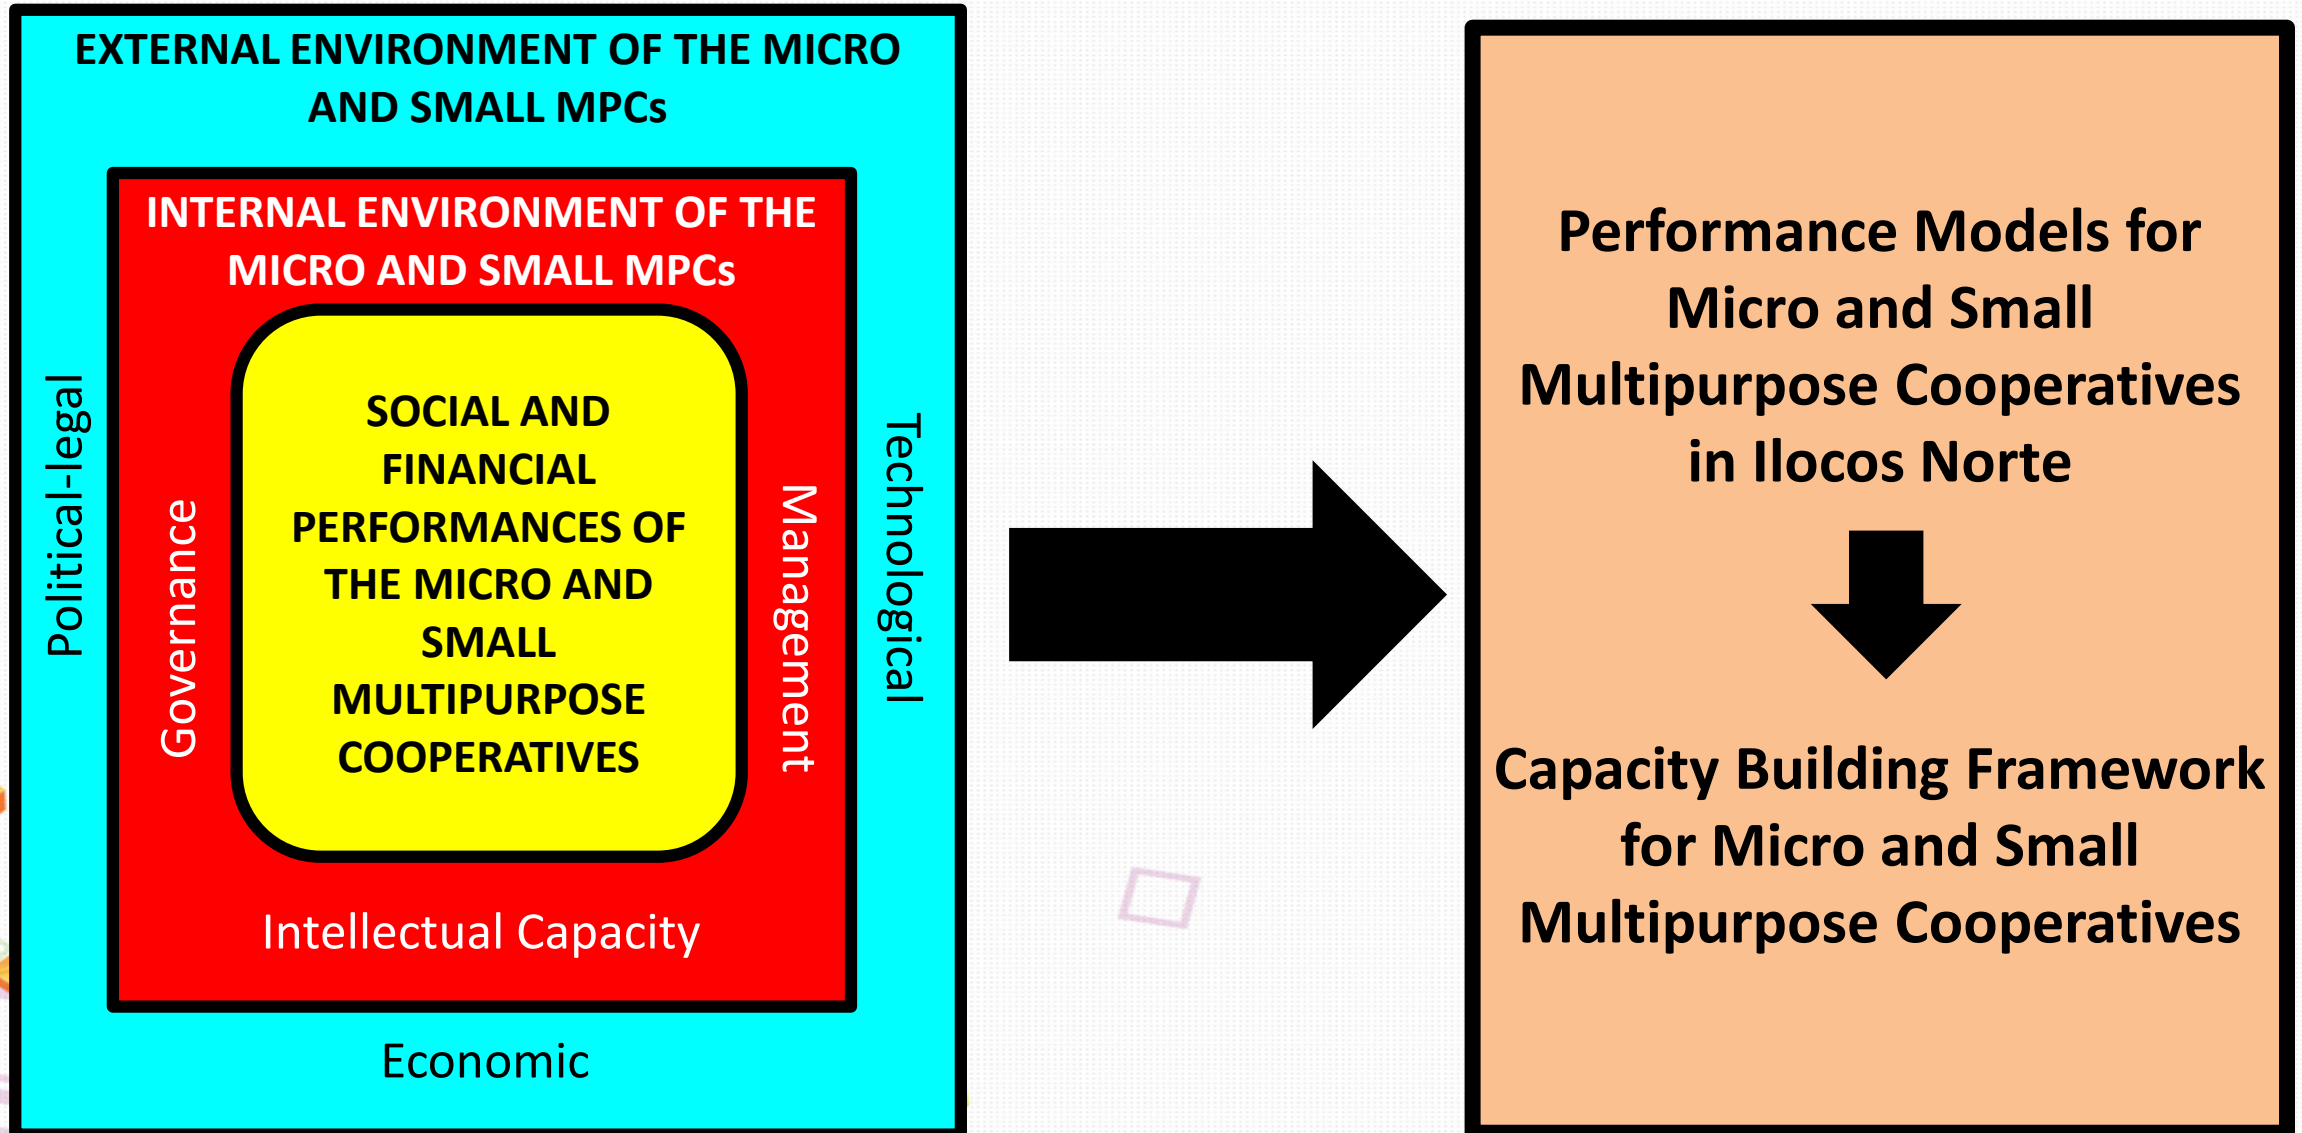 EXTERNAL ENVIRONMENT OF THE MICRO
AND SMALL MPCs
INTERNAL ENVIRONMENT OF THE
MICRO AND SMALL MPCs
Political-legal
Governance
SOCIAL AND
FINANCIAL
PERFORMANCES OF
THE MICRO AND
SMALL
MULTIPURPOSE
COOPERATIVES
Management
Technological
Intellectual Capacity
Economic
Performance Models for
Micro and Small
Multipurpose Cooperatives
in Ilocos Norte
Capacity Building Framework
for Micro and Small
Multipurpose Cooperatives